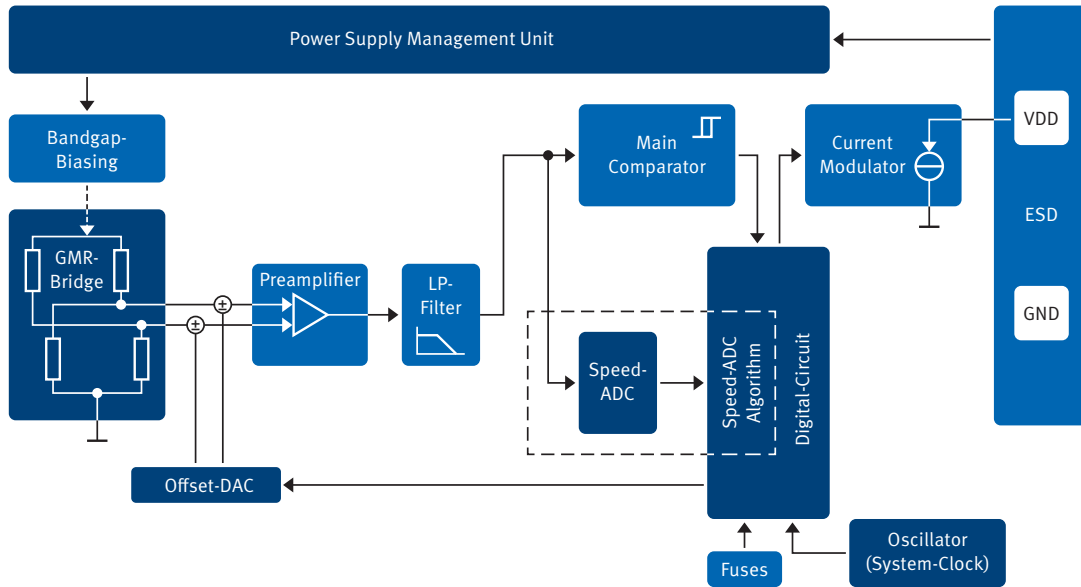 Power Supply Management Unit
Bandgap-
Biasing
GMR-
Bridge
Preamplifier
LP-
Filter
Main
Comparator
Current
Modulator
VDD
ESD
GND
±
±
Speed-
ADC
Speed-ADC
Algorithm
Digital-Circuit
Offset-DAC
Fuses
Oscillator
(System-Clock)